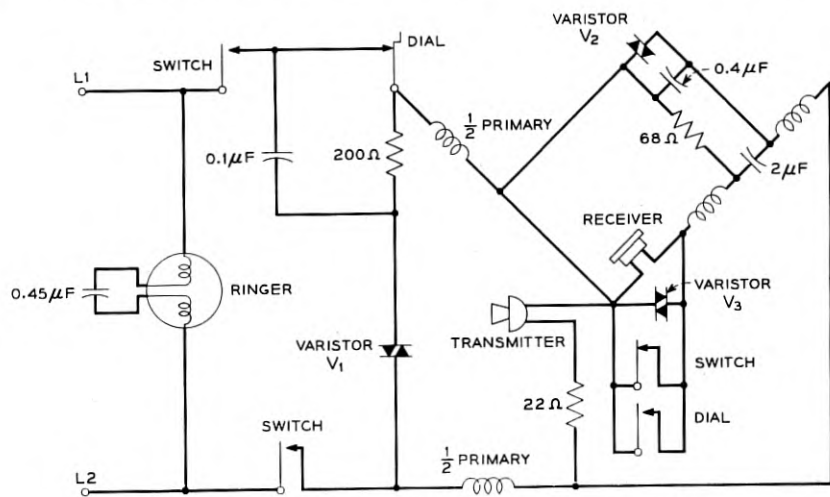 VARISTOR
V2
0.4μF
SWITCH
DIAL
L1
1/2 PRIMARY
0.1μF
200Ω
68Ω
2μF
RECEIVER
0.45μF
RINGER
VARISTOR
V3
TRANSMITTER
VARISTOR
V1
SWITCH
22Ω
DIAL
SWITCH
L2
1/2 PRIMARY